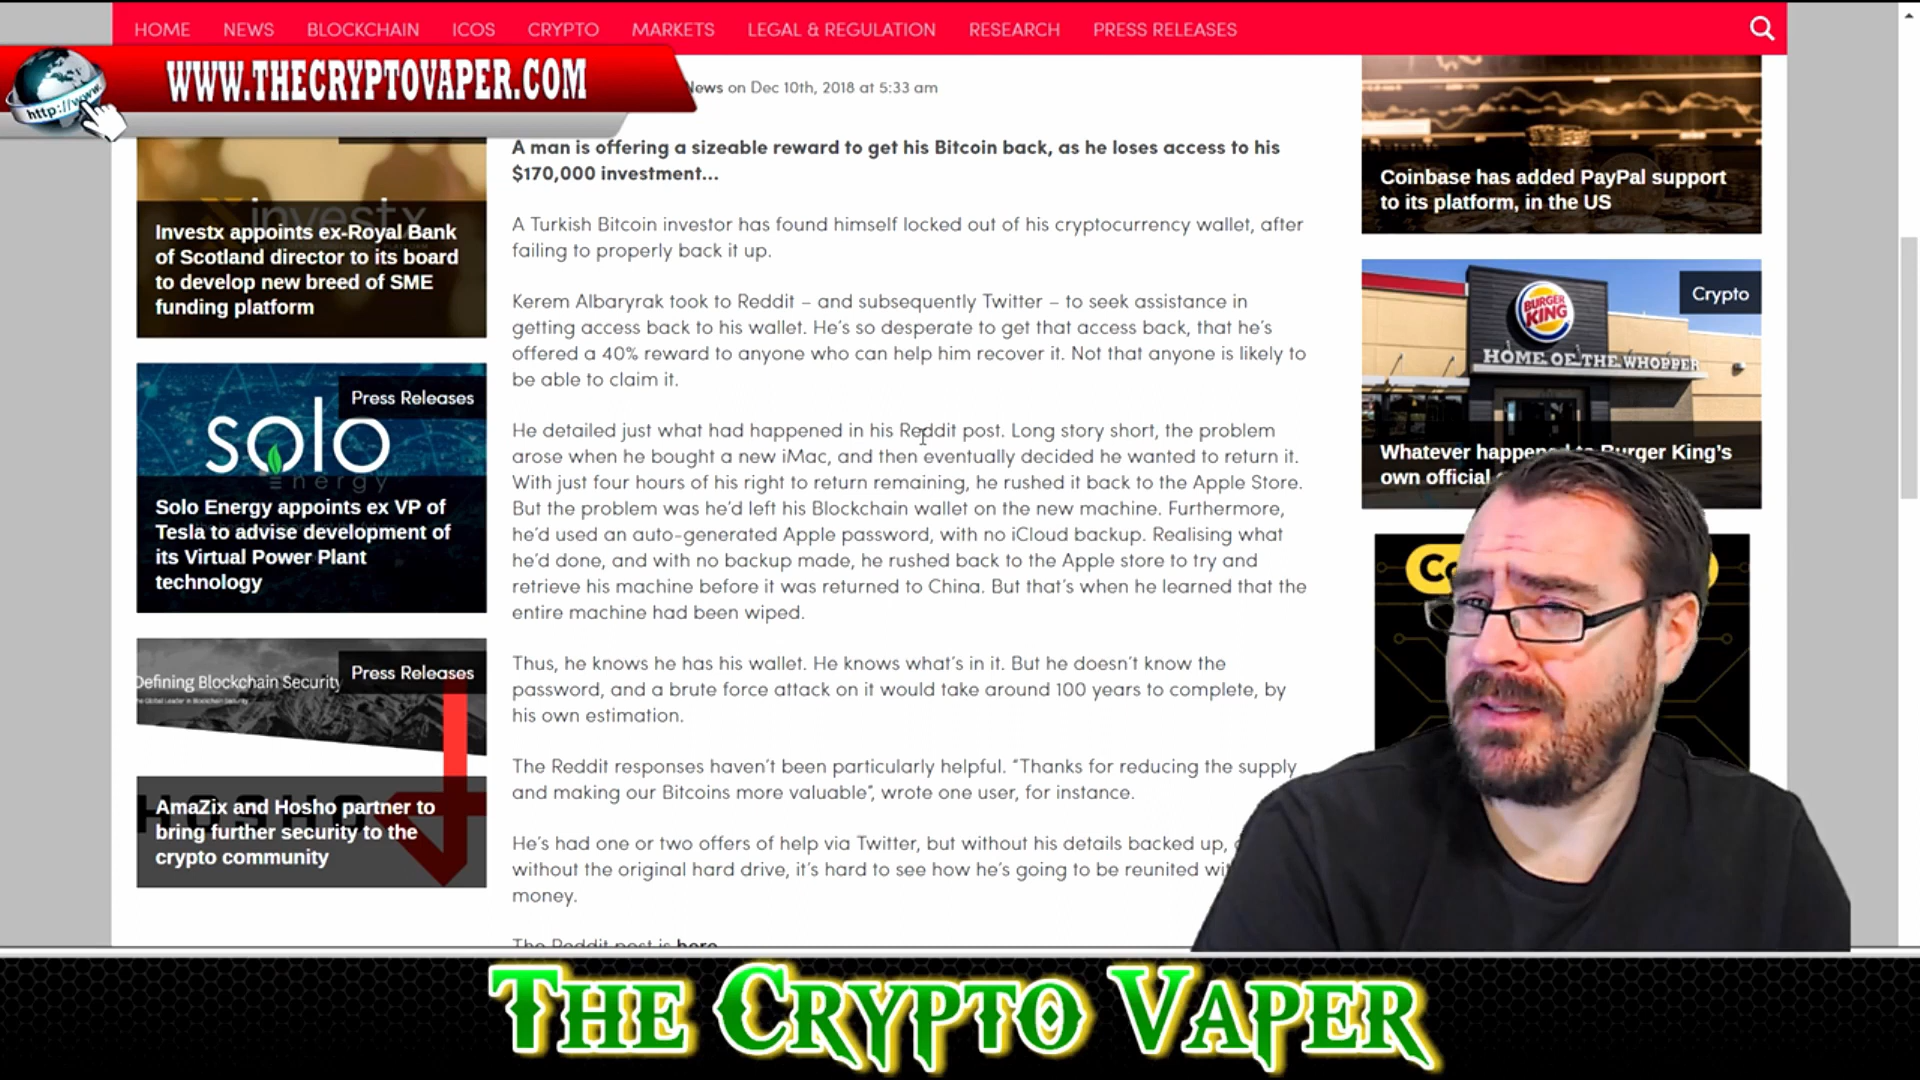 HOME NEWS BLOCKCHAIN ICOS CRYPTO MARKETS LEGAL & REGULATION RESEARCH PRESS RELEASES
http://www
WWW.THECRYPTOVAPER.COM
News on Dec 10th, 2018 at 5:33 am
A man is offering a sizeable reward to get his Bitcoin back, as he loses access to his
$170,000 investment...
A Turkish Bitcoin investor has found himself locked out of his cryptocurrency wallet, after
failing to properly back it up.
Kerem Albaryrak took to Reddit – and subsequently Twitter – to seek assistance in
getting access back to his wallet. He's so desperate to get that access back, that he's
offered a 40% reward to anyone who can help him recover it. Not that anyone is likely to
be able to claim it.
He detailed just what had happened in his Reddit post. Long story short, the problem
arose when he bought a new iMac, and then eventually decided he wanted to return it.
With just four hours of his right to return remaining, he rushed it back to the Apple Store.
But the problem was he'd left his Blockchain wallet on the new machine. Furthermore,
he'd used an auto-generated Apple password, with no iCloud backup. Realising what
he'd done, and with no backup made, he rushed back to the Apple store to try and
retrieve his machine before it was returned to China. But that's when he learned that the
entire machine had been wiped.
Thus, he knows he has his wallet. He knows what's in it. But he doesn't know the
password, and a brute force attack on it would take around 100 years to complete, by
his own estimation.
The Reddit responses haven't been particularly helpful. "Thanks for reducing the supply
and making our Bitcoins more valuable", wrote one user, for instance.
He's had one or two offers of help via Twitter, but without his details backed up,
without the original hard drive, it's hard to see how he's going to be reunited
money.
The Reddit post is here
investx
Investx appoints ex-Royal Bank
of Scotland director to its board
to develop new breed of SME
funding platform
Press Releases
solo
energy
Solo Energy appoints ex VP of
Tesla to advise development of
its Virtual Power Plant
technology
Press Releases
Defining Blockchain Security
HOSHO
AmaZix and Hosho partner to
bring further security to the
crypto community
Coinbase has added PayPal support
to its platform, in the US
Crypto
BURGER
KING
HOME OF THE WHOPPER
Whatever happened to Burger King's
own official
THE CRYPTO VAPER